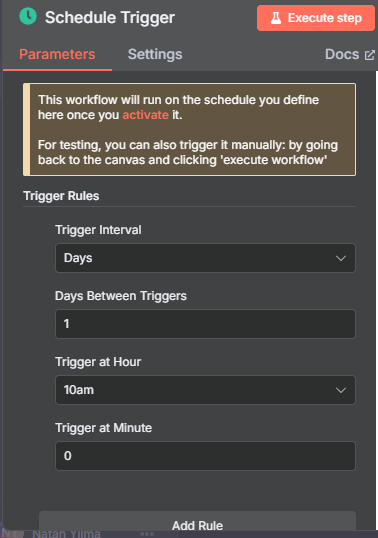 Schedule Trigger
Execute step
Parameters
Settings
Docs
This workflow will run on the schedule you define
here once you activate it.
For testing, you can also trigger it manually: by going
back to the canvas and clicking 'execute workflow'
Trigger Rules
Trigger Interval
Days
Days Between Triggers
1
Trigger at Hour
10am
Trigger at Minute
0
Add Rule
Natan Yilma